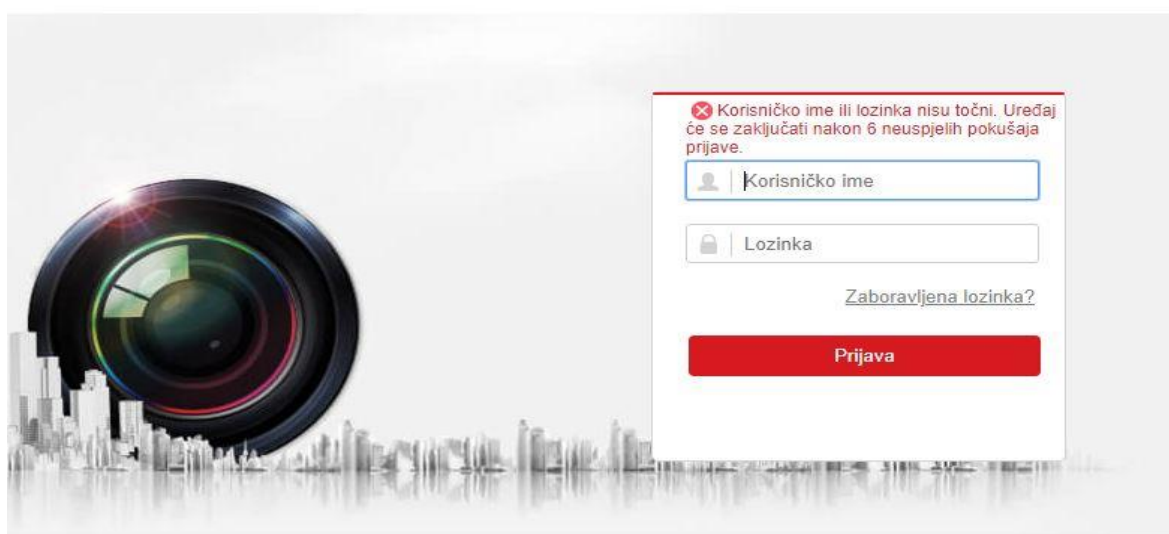 Korisničko ime ili lozinka nisu točni. Uređaj
će se zaključati nakon 6 neuspjelih pokušaja
prijave.
Korisničko ime
Lozinka
Zaboravljena lozinka?
Prijava